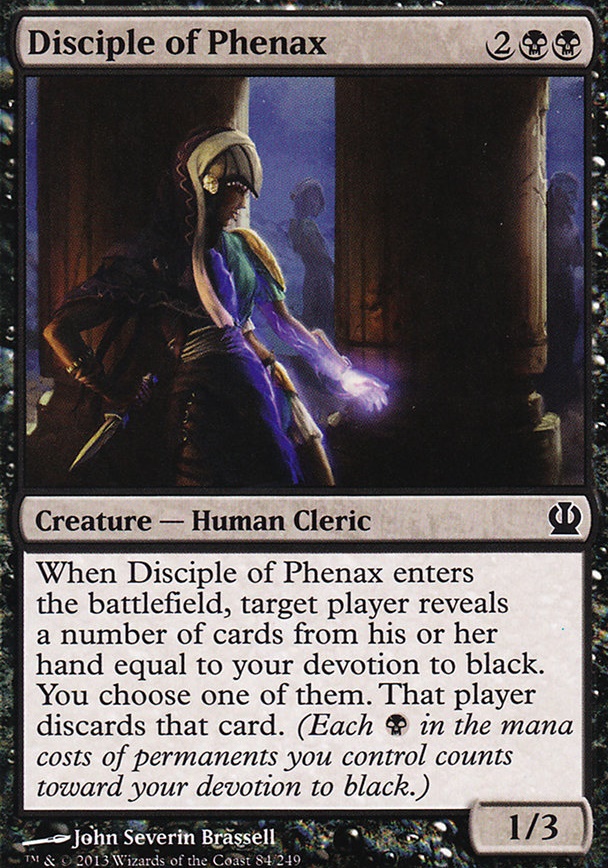 Disciple of Phenax 2
Creature — Human Cleric
When Disciple of Phenax enters
the battlefield, target player reveals
a number of cards from his or her
hand equal to your devotion to black.
You choose one of them. That player
discards that card. (Each in the mana
costs of permanents you control counts
toward your devotion to black.)
1/3
John Severin Brassell
™ & © 2013 Wizards of the Coast 84/249